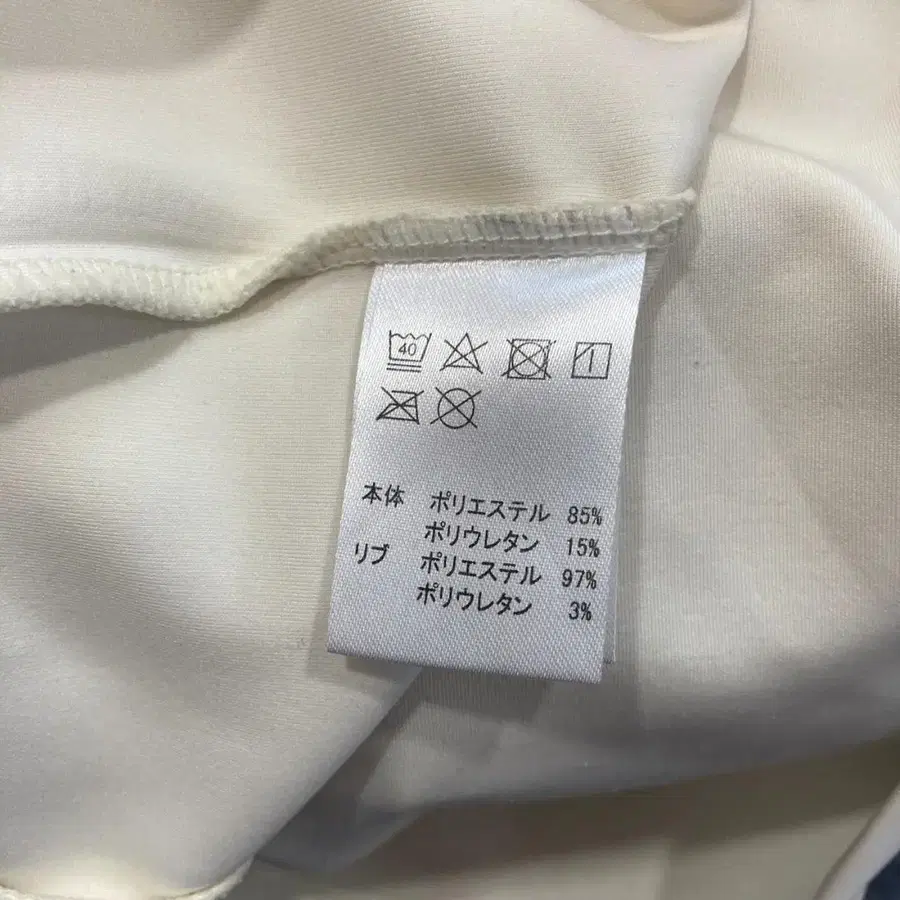 40
本体 ポリエステル 85%
ポリウレタン 15%
リブ ポリエステル 97%
ポリウレタン 3%